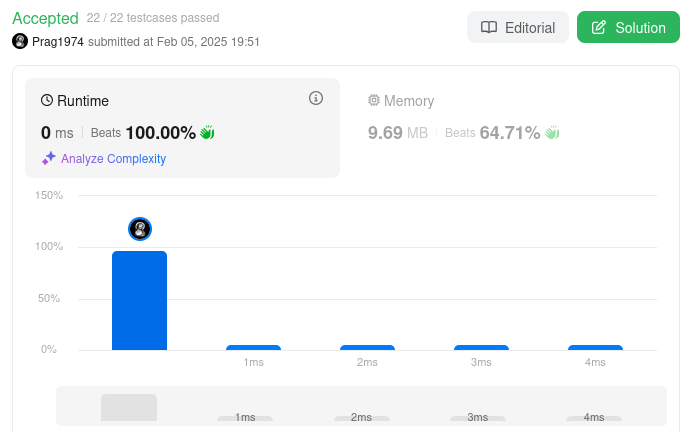 Accepted 22 / 22 testcases passed
Editorial
Solution
Prag1974 submitted at Feb 05, 2025 19:51
Runtime
0 ms | Beats 100.00%
Analyze Complexity
Memory
9.69 MB | Beats 64.71%
150%
100%
50%
0%
1ms 2ms 3ms 4ms
1ms 2ms 3ms 4ms